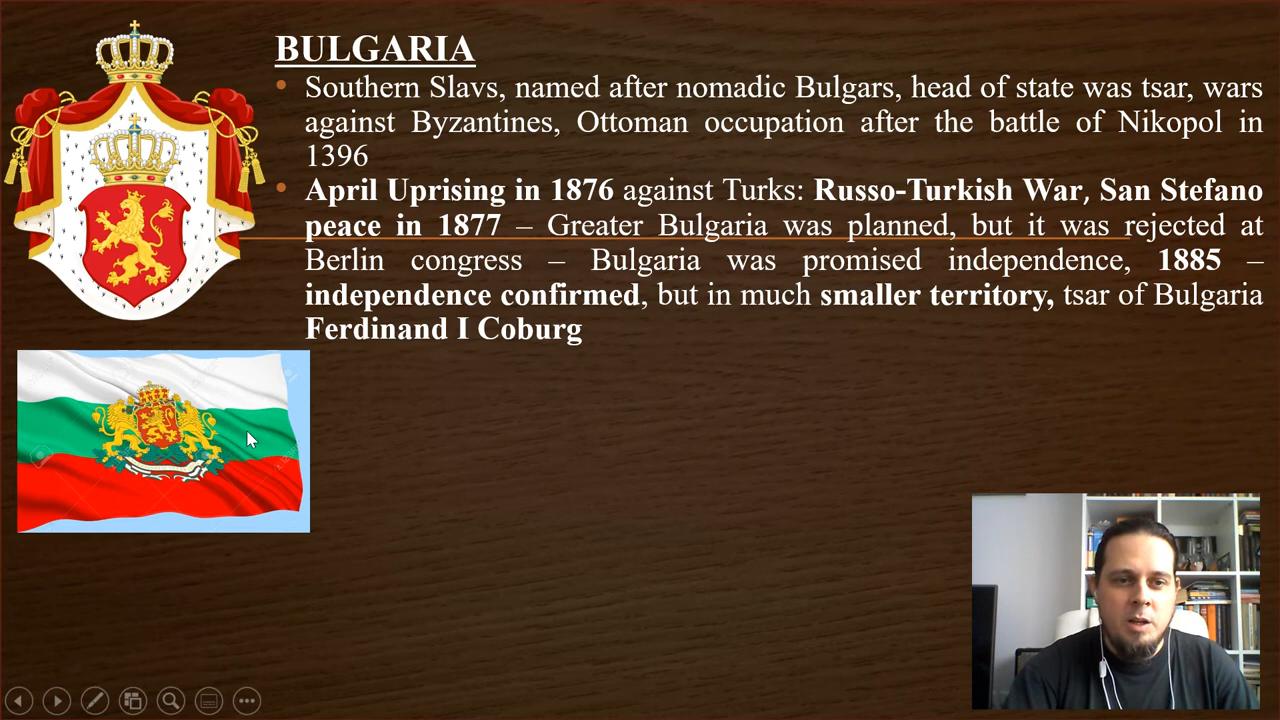 BULGARIA
• Southern Slavs, named after nomadic Bulgars, head of state was tsar, wars
against Byzantines, Ottoman occupation after the battle of Nikopol in
1396
• April Uprising in 1876 against Turks: Russo-Turkish War, San Stefano
peace in 1877 – Greater Bulgaria was planned, but it was rejected at
Berlin congress – Bulgaria was promised independence, 1885 –
independence confirmed, but in much smaller territory, tsar of Bulgaria
Ferdinand I Coburg